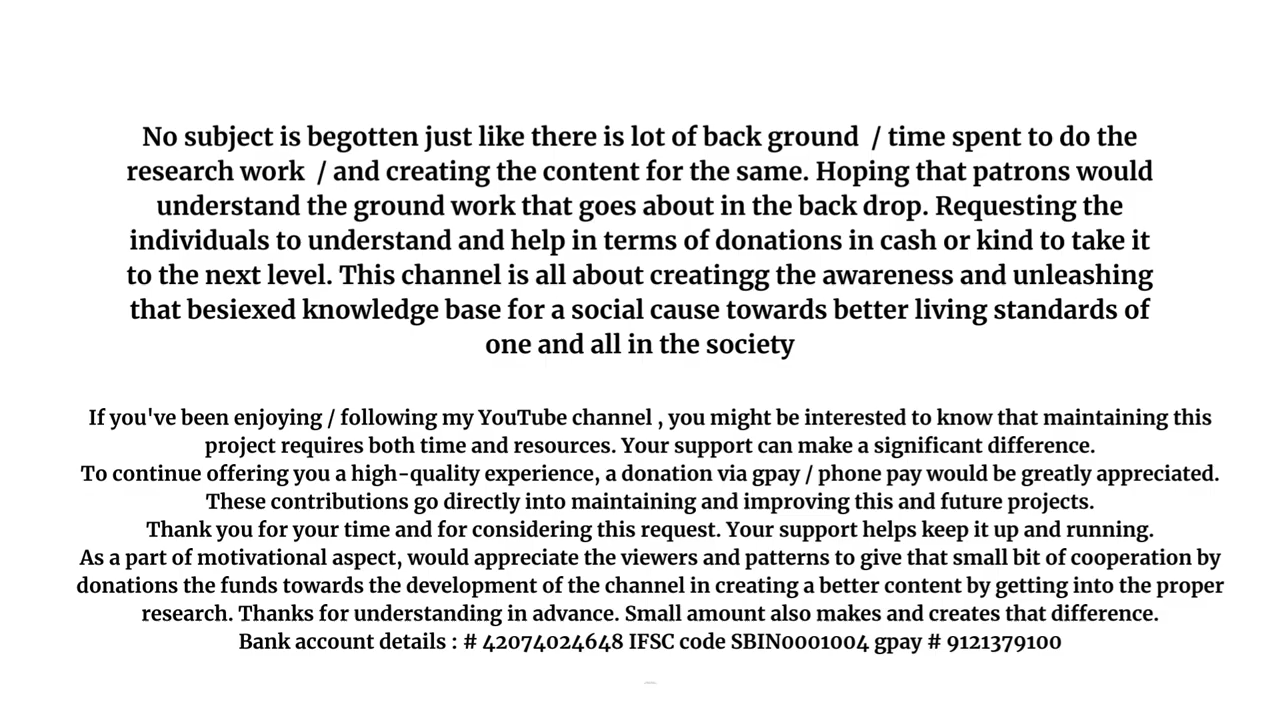 No subject is begotten just like there is lot of back ground / time spent to do the
research work / and creating the content for the same. Hoping that patrons would
understand the ground work that goes about in the back drop. Requesting the
individuals to understand and help in terms of donations in cash or kind to take it
to the next level. This channel is all about creatingg the awareness and unleashing
that besiexed knowledge base for a social cause towards better living standards of
one and all in the society
If you've been enjoying / following my YouTube channel , you might be interested to know that maintaining this
project requires both time and resources. Your support can make a significant difference.
To continue offering you a high-quality experience, a donation via gpay / phone pay would be greatly appreciated.
These contributions go directly into maintaining and improving this and future projects.
Thank you for your time and for considering this request. Your support helps keep it up and running.
As a part of motivational aspect, would appreciate the viewers and patterns to give that small bit of cooperation by
donations the funds towards the development of the channel in creating a better content by getting into the proper
research. Thanks for understanding in advance. Small amount also makes and creates that difference.
Bank account details : # 42074024648 IFSC code SBIN0001004 gpay # 9121379100